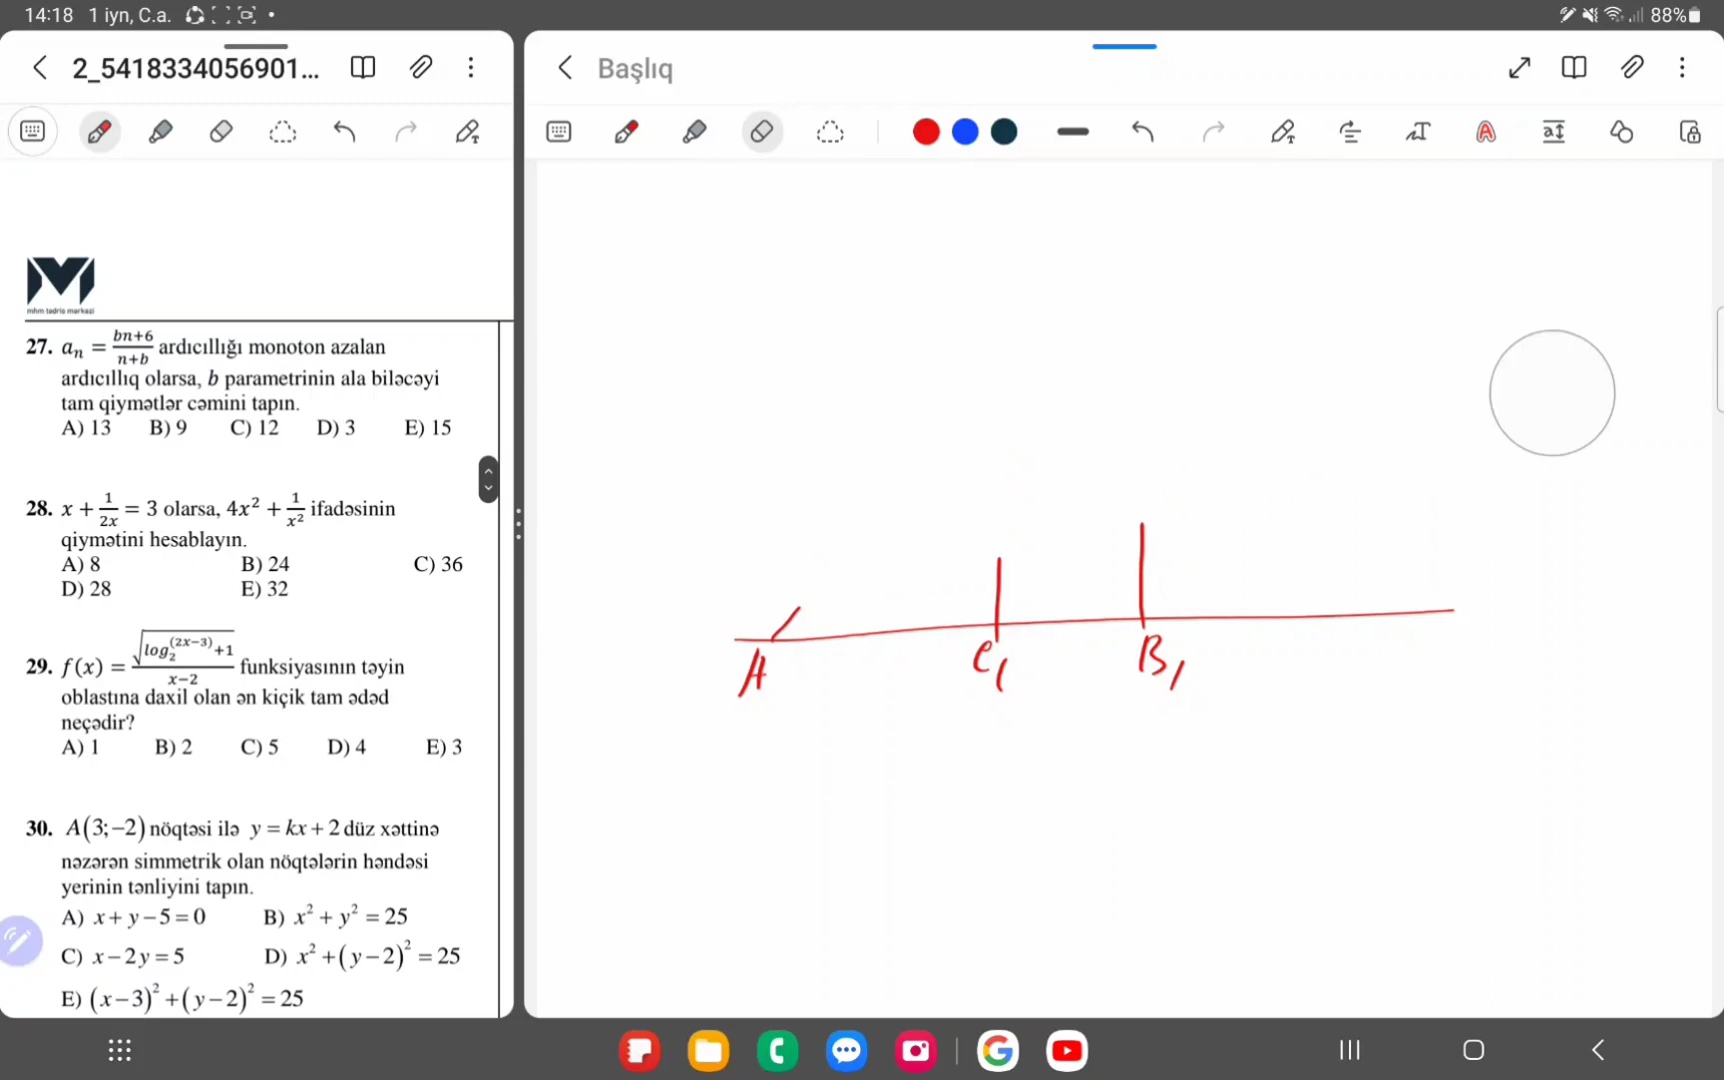 14:18 1 iyn, C.a.
88%
2_5418334056901...
Başlıq
mhm tədris mərkəzi
27. aₙ = (bn+6)/(n+b) ardıcıllığı monoton azalan
ardıcıllıq olarsa, b parametrinin ala biləcəyi
tam qiymətlər cəmini tapın.
A) 13 B) 9 C) 12 D) 3 E) 15
28. x + 1/(2x) = 3 olarsa, 4x² + 1/x² ifadəsinin
qiymətini hesablayın.
A) 8 B) 24 C) 36
D) 28 E) 32
29. f(x) = √(log₂^(2x−3) +1)/(x−2) funksiyasının təyin
oblastına daxil olan ən kiçik tam ədəd
neçədir?
A) 1 B) 2 C) 5 D) 4 E) 3
30. A(3;−2) nöqtəsi ilə y = kx + 2 düz xəttinə
nəzərən simmetrik olan nöqtələrin həndəsi
yerinin tənliyini tapın.
A) x + y − 5 = 0 B) x² + y² = 25
C) x − 2y = 5 D) x² + (y − 2)² = 25
E) (x − 3)² + (y − 2)² = 25
A C₁ B₁